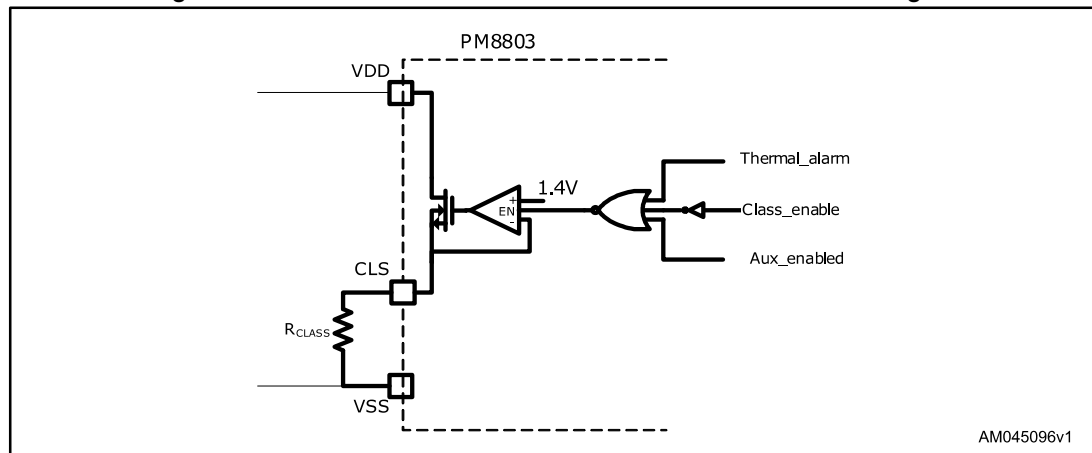 PM8803
VDD
Thermal_alarm
1.4V
+
EN
-
Class_enable
Aux_enabled
CLS
RCLASS
VSS
AM045096v1